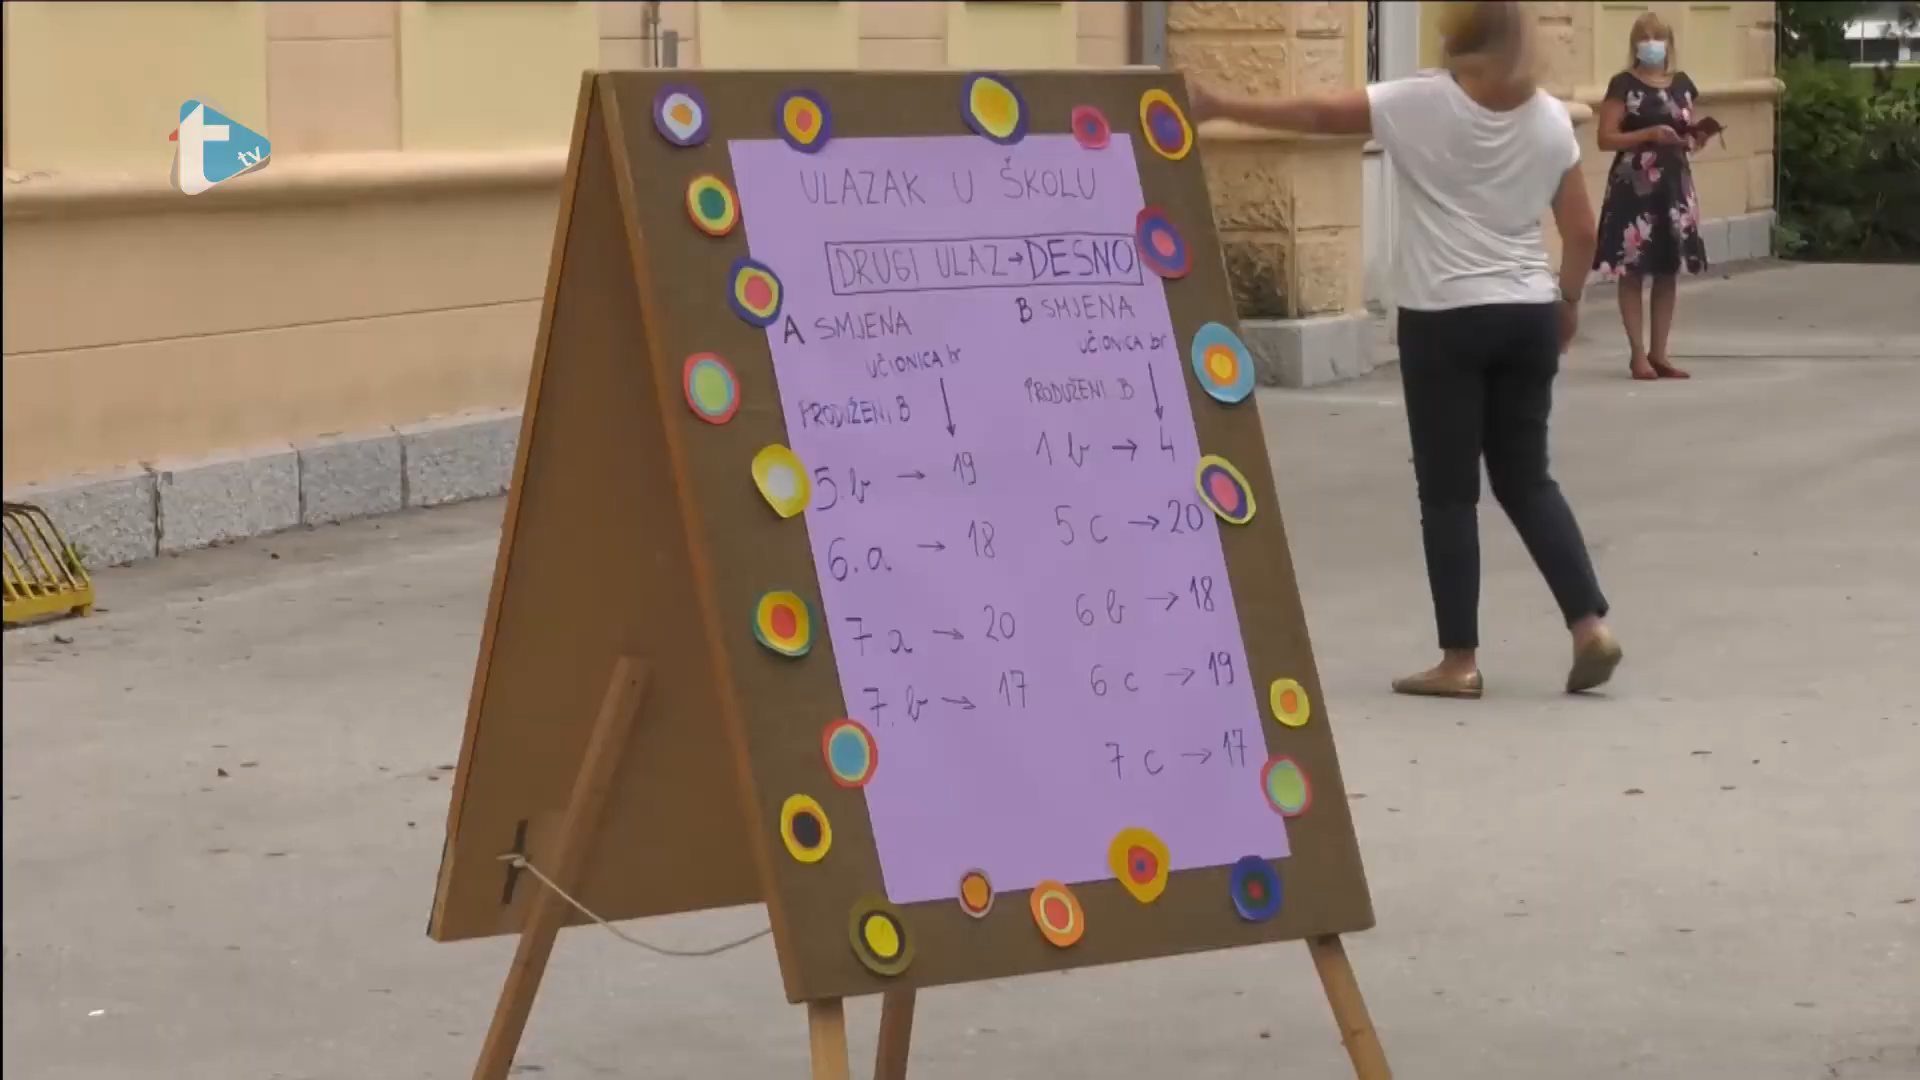 t tv
ULAZAK U ŠKOLU
DRUGI ULAZ → DESNO
A SMJENA
UČIONICA br
PRODUŽENI B
5.b → 19
6.a → 18
7 a → 20
7.b → 17
B SMJENA
UČIONICA br
PRODUŽENI B
1 b → 4
5 c → 20
6 b → 18
6 c → 19
7 c → 17